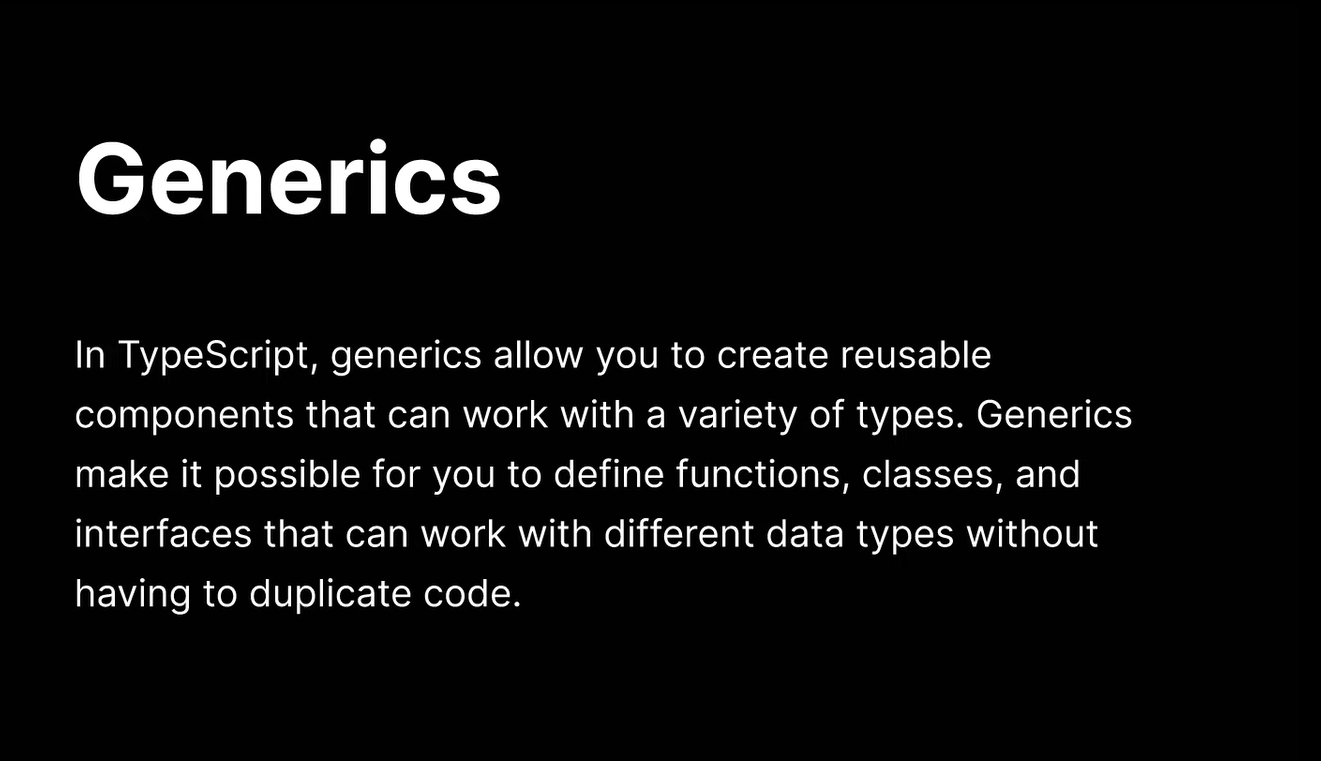 Generics
In TypeScript, generics allow you to create reusable
components that can work with a variety of types. Generics
make it possible for you to define functions, classes, and
interfaces that can work with different data types without
having to duplicate code.